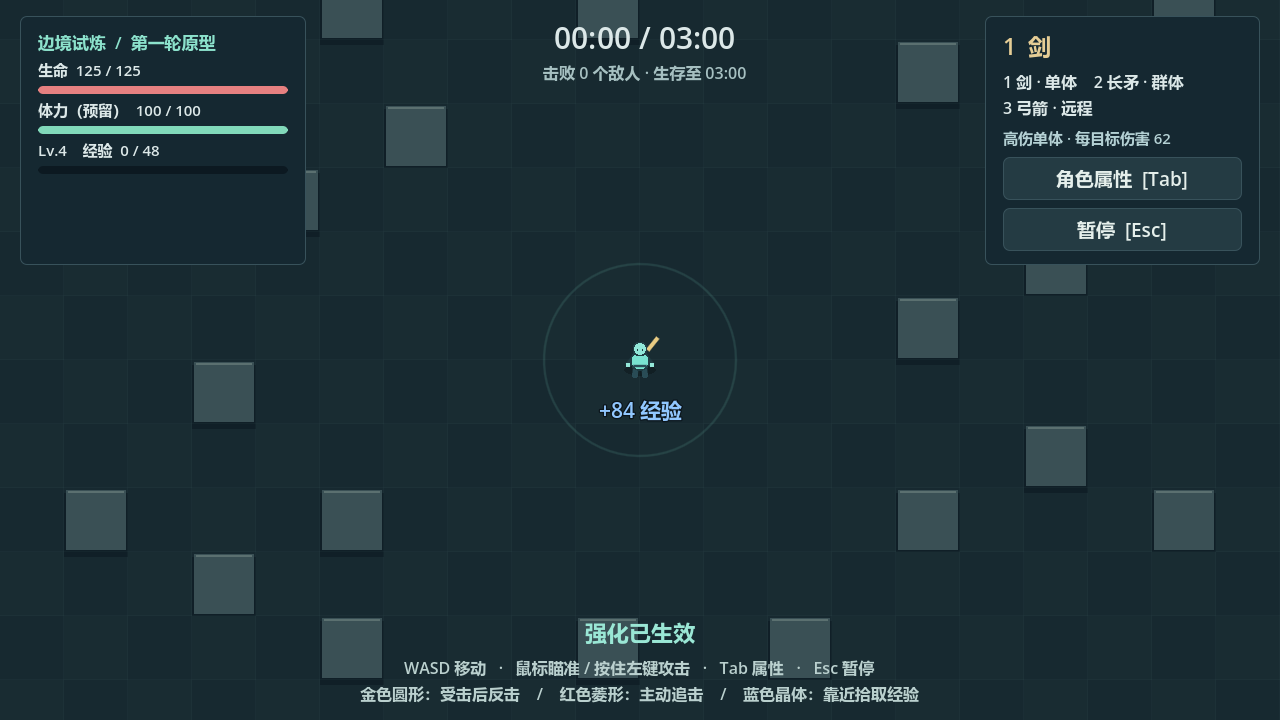 边境试炼 / 第一轮原型
生命 125 / 125
体力（预留） 100 / 100
Lv.4 经验 0 / 48
00:00 / 03:00
击败 0 个敌人 · 生存至 03:00
1 剑
1 剑 · 单体 2 长矛 · 群体
3 弓箭 · 远程
高伤单体 · 每目标伤害 62
角色属性 [Tab]
暂停 [Esc]
+84 经验
强化已生效
WASD 移动 · 鼠标瞄准 / 按住左键攻击 · Tab 属性 · Esc 暂停
金色圆形：受击后反击 / 红色菱形：主动追击 / 蓝色晶体：靠近拾取经验